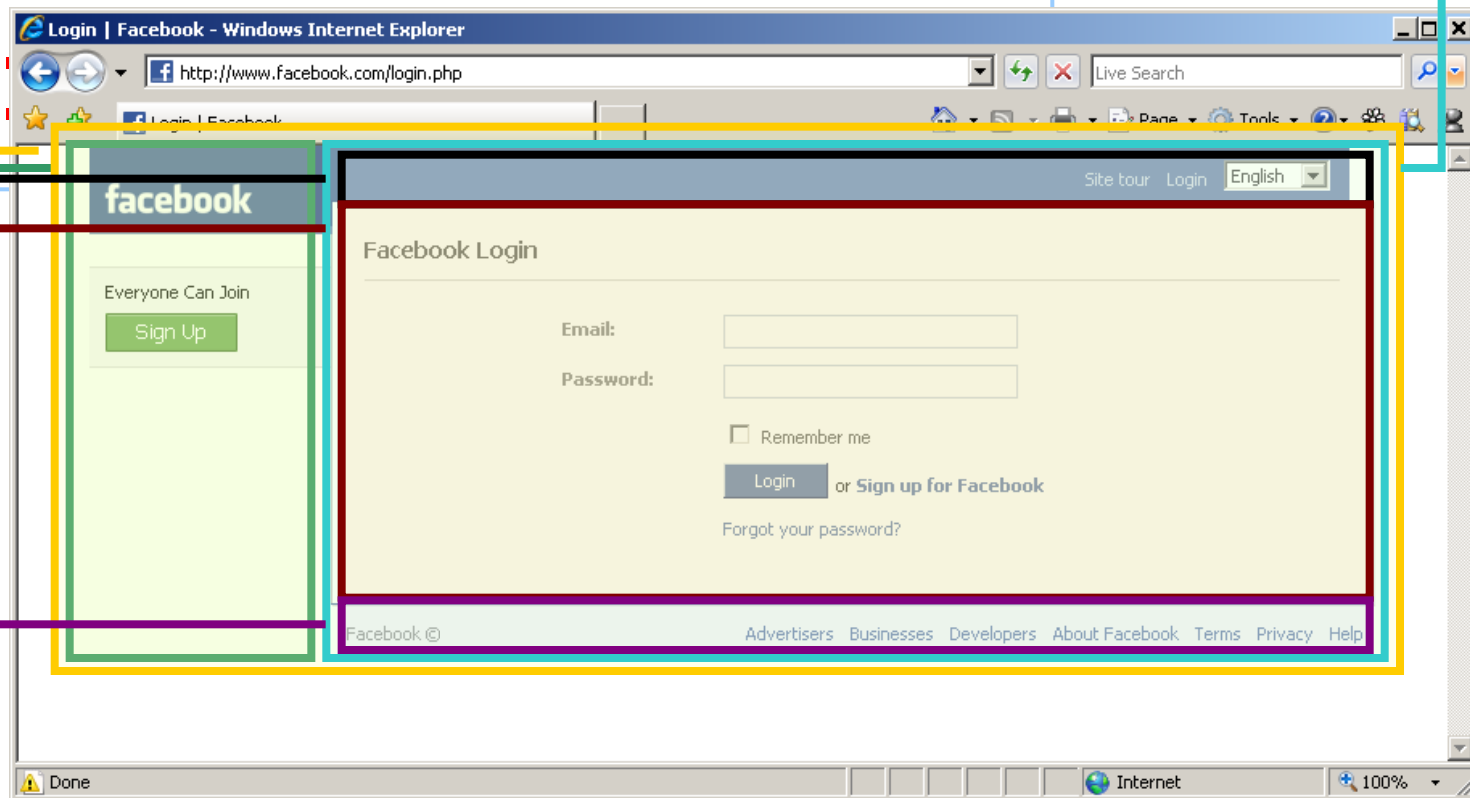 Login | Facebook - Windows Internet Explorer
http://www.facebook.com/login.php
Live Search
Login | Facebook
Page Tools
facebook
Site tour Login English
Facebook Login
Everyone Can Join
Sign Up
Email:
Password:
Remember me
Login or Sign up for Facebook
Forgot your password?
Facebook © Advertisers Businesses Developers About Facebook Terms Privacy Help
Done Internet 100%